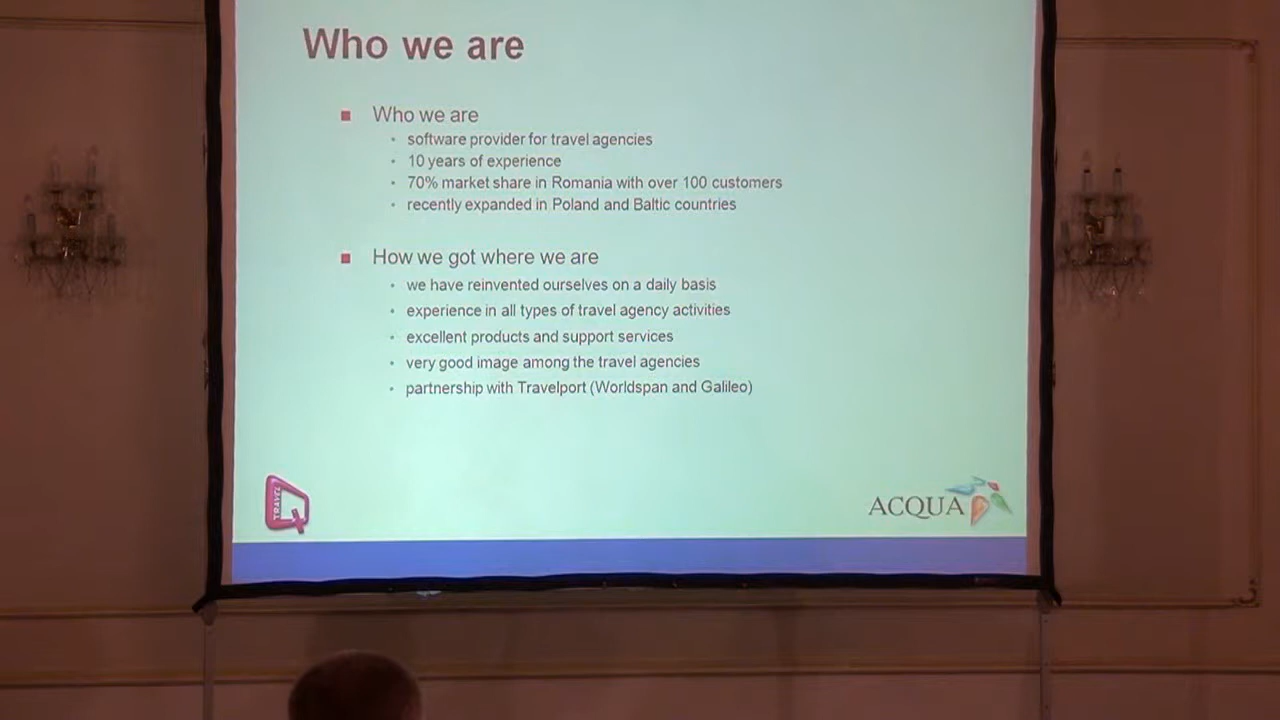 Who we are
Who we are
software provider for travel agencies
10 years of experience
70% market share in Romania with over 100 customers
recently expanded in Poland and Baltic countries
How we got where we are
we have reinvented ourselves on a daily basis
experience in all types of travel agency activities
excellent products and support services
very good image among the travel agencies
partnership with Travelport (Worldspan and Galileo)
TRAVEL
ACQUA